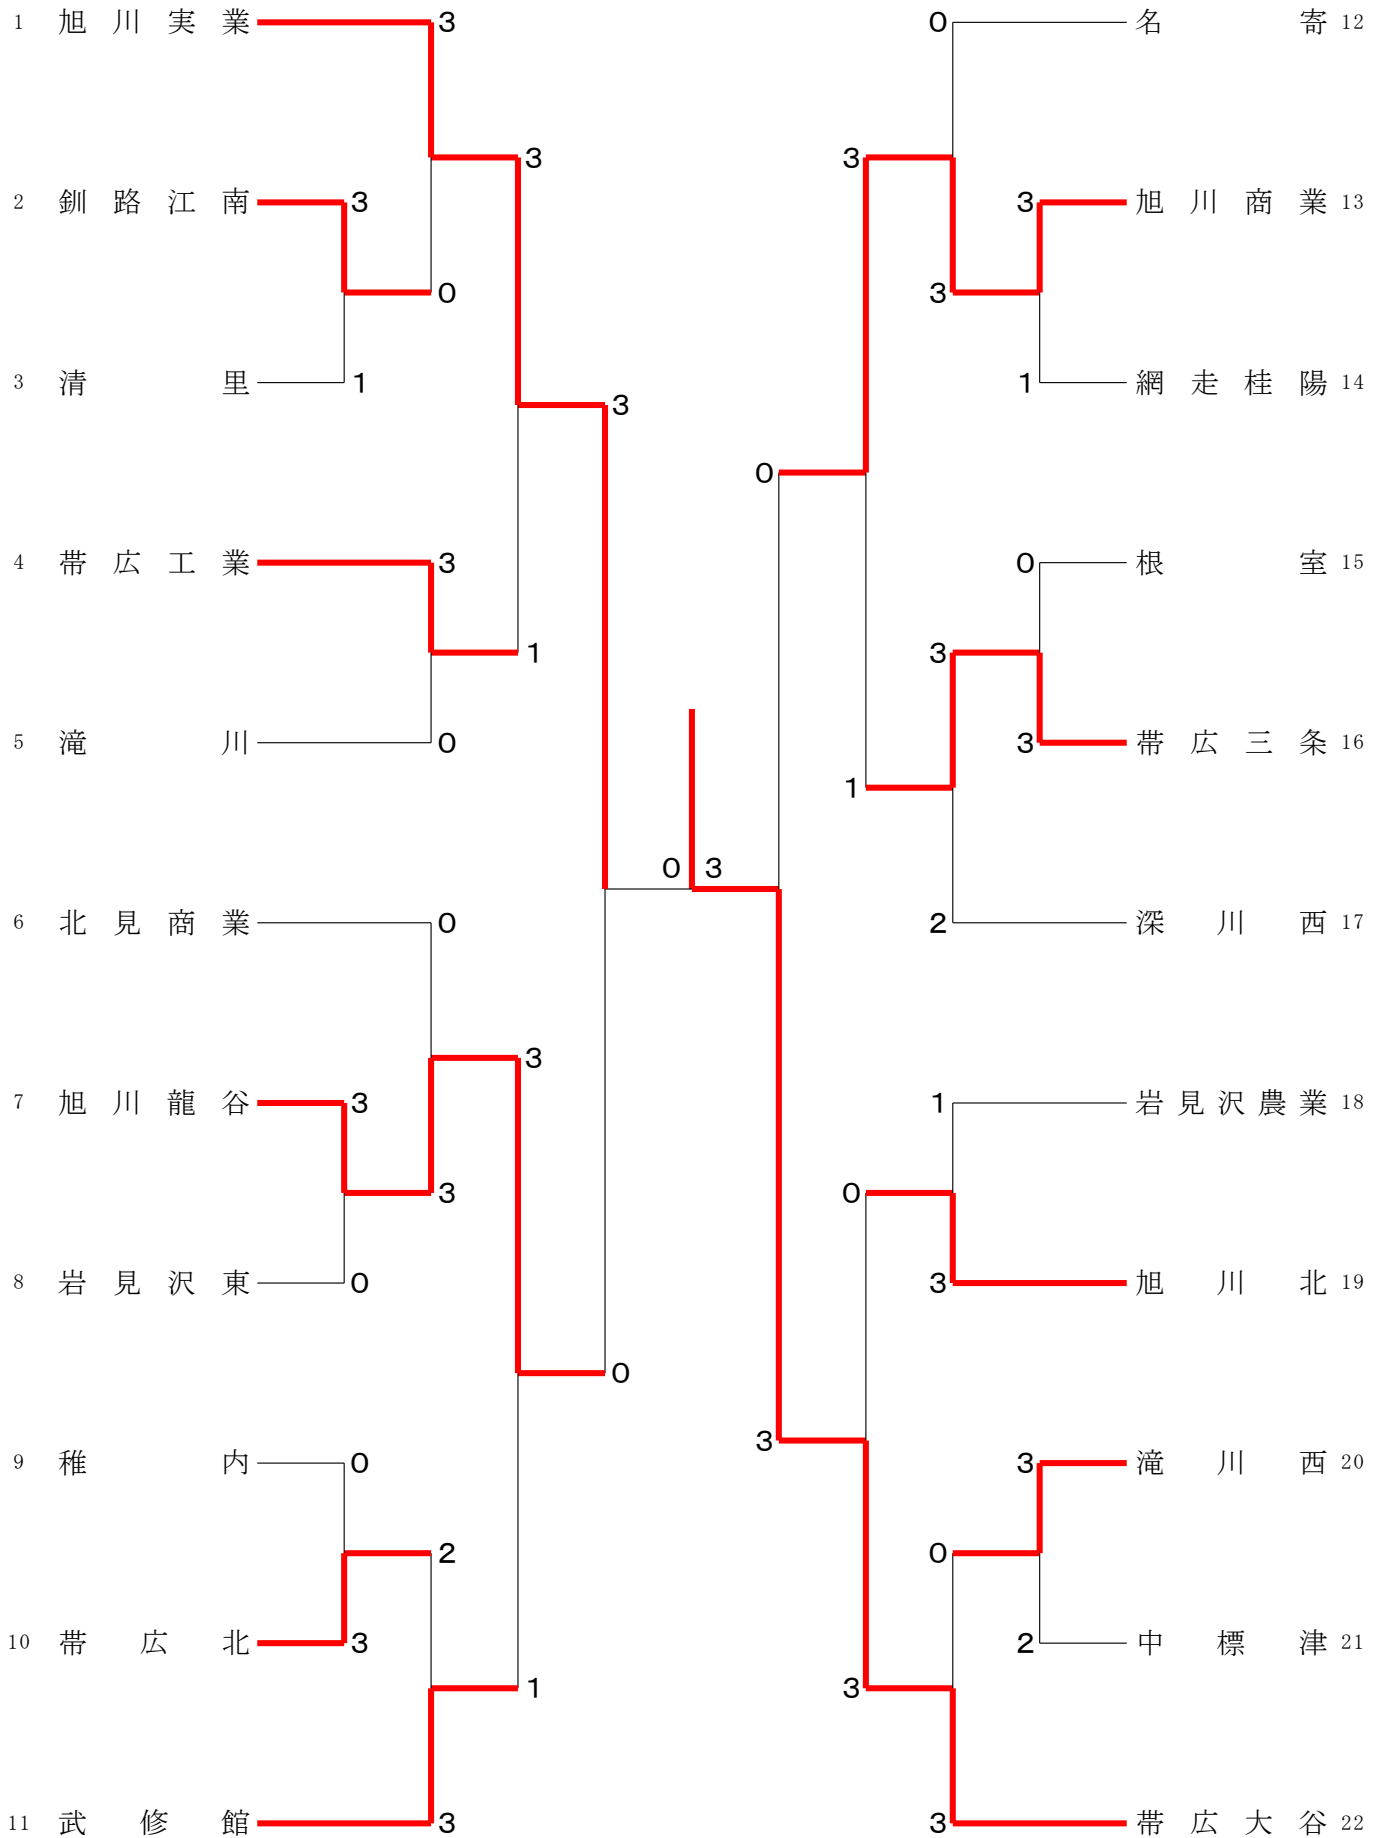 1 旭川実業 3
0 名寄 12
3
3
2 釧路江南 3
3 旭川商業 13
0
3
3 清里 1
1 網走桂陽 14
3
0
4 帯広工業 3
0 根室 15
1
3
5 滝川 0
3 帯広三条 16
1
0 3
6 北見商業 0
2 深川西 17
3
7 旭川龍谷 3
1 岩見沢農業 18
3
0
8 岩見沢東 0
3 旭川北 19
0
3
9 稚内 0
3 滝川西 20
2
0
10 帯広北 3
2 中標津 21
1
3
11 武修館 3
3 帯広大谷 22